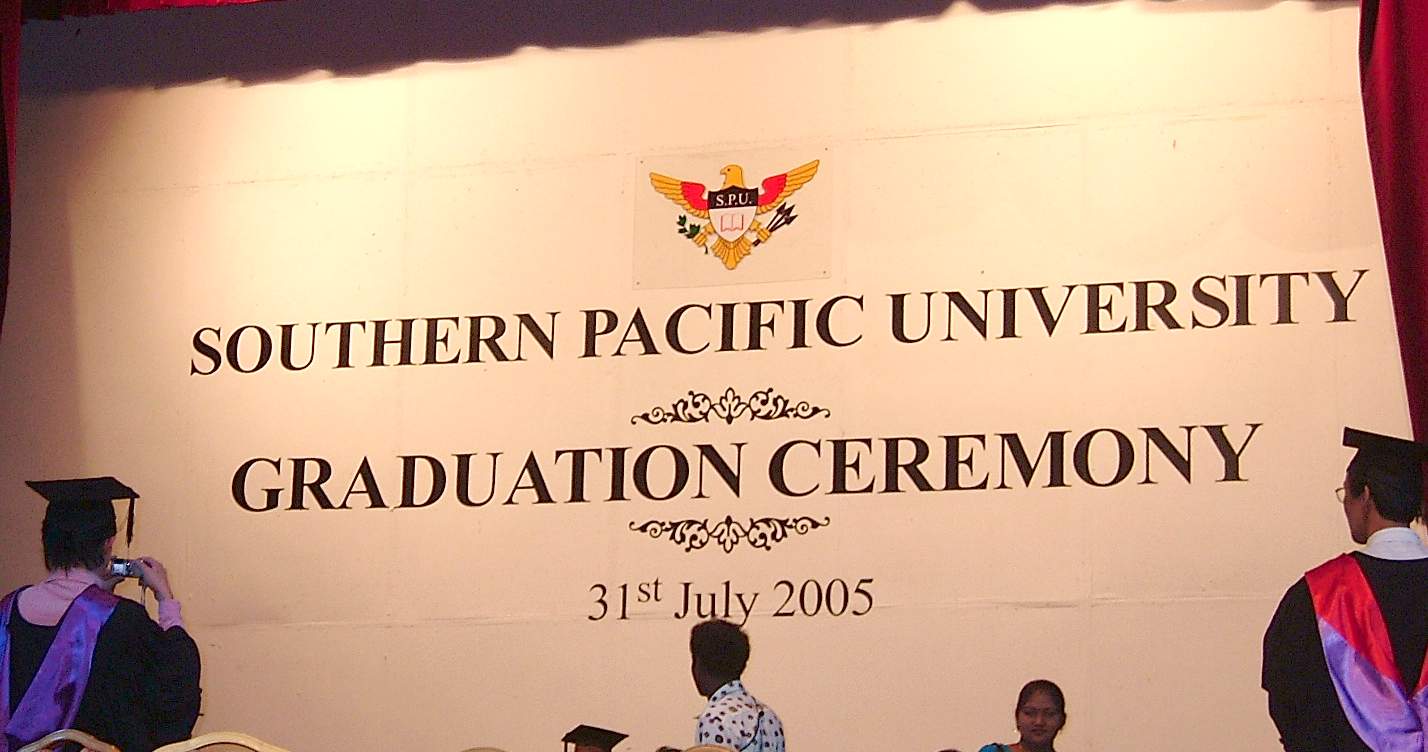 S.P.U.
SOUTHERN PACIFIC UNIVERSITY
GRADUATION CEREMONY
31st July 2005